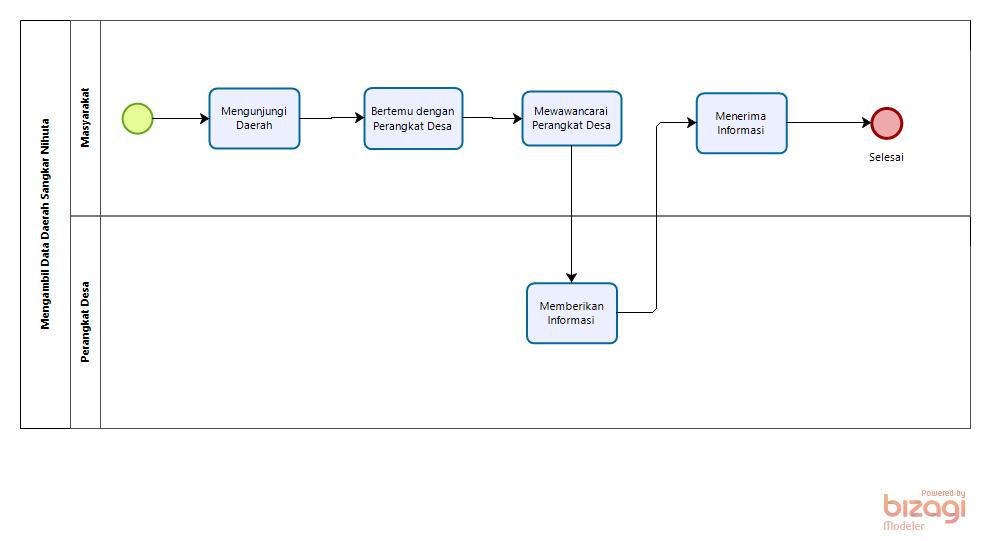 Mengambil Data Daerah Sangkar Nihuta
Masyarakat
Mengunjungi
Daerah
Bertemu dengan
Perangkat Desa
Mewawancarai
Perangkat Desa
Menerima
Informasi
Selesai
Perangkat Desa
Memberikan
Informasi
Powered by
bizagi
Modeler